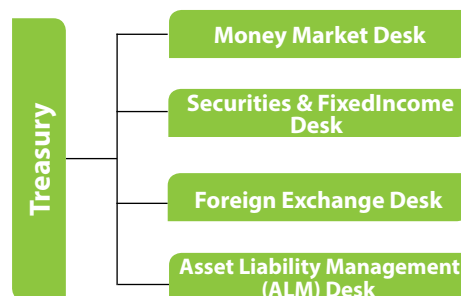 Treasury
Money Market Desk
Securities & FixedIncome
Desk
Foreign Exchange Desk
Asset Liability Management
(ALM) Desk